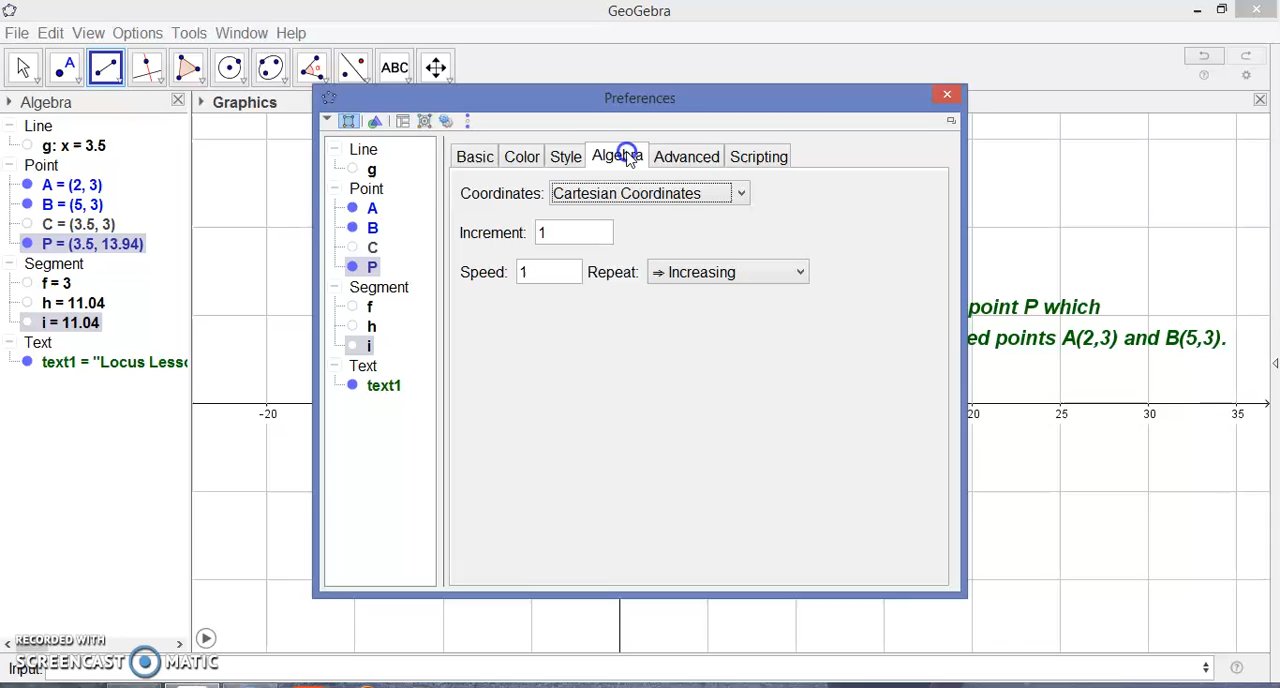 GeoGebra
File Edit View Options Tools Window Help
A
ABC
Algebra
Graphics
Line
g: x = 3.5
Point
A = (2, 3)
B = (5, 3)
C = (3.5, 3)
P = (3.5, 13.94)
Segment
f = 3
h = 11.04
i = 11.04
Text
text1 = "Locus Less
Preferences
Line
g
Point
A
B
C
P
Segment
f
h
i
Text
text1
Basic Color Style Algebra Advanced Scripting
Coordinates: Cartesian Coordinates
Increment: 1
Speed: 1 Repeat: ⇒ Increasing
point P which
ed points A(2,3) and B(5,3).
-20 20 25 30 35
RECORDED WITH
SCREENCAST MATIC
Input: